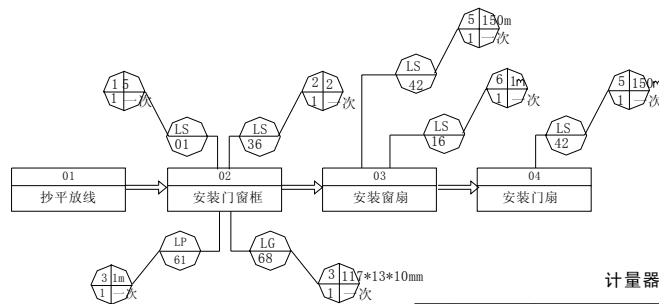 5 150m
1 一次
LS
42
1 5
1 一次
2 2
1 一次
6 1m
1 一次
5 150m
1 一次
LS
01
LS
36
LS
16
LS
42
01
抄平放线
02
安装门窗框
03
安装窗扇
04
安装门扇
LP
61
LG
68
3 1m
1 一次
3 117*13*10mm
1 一次
计量器